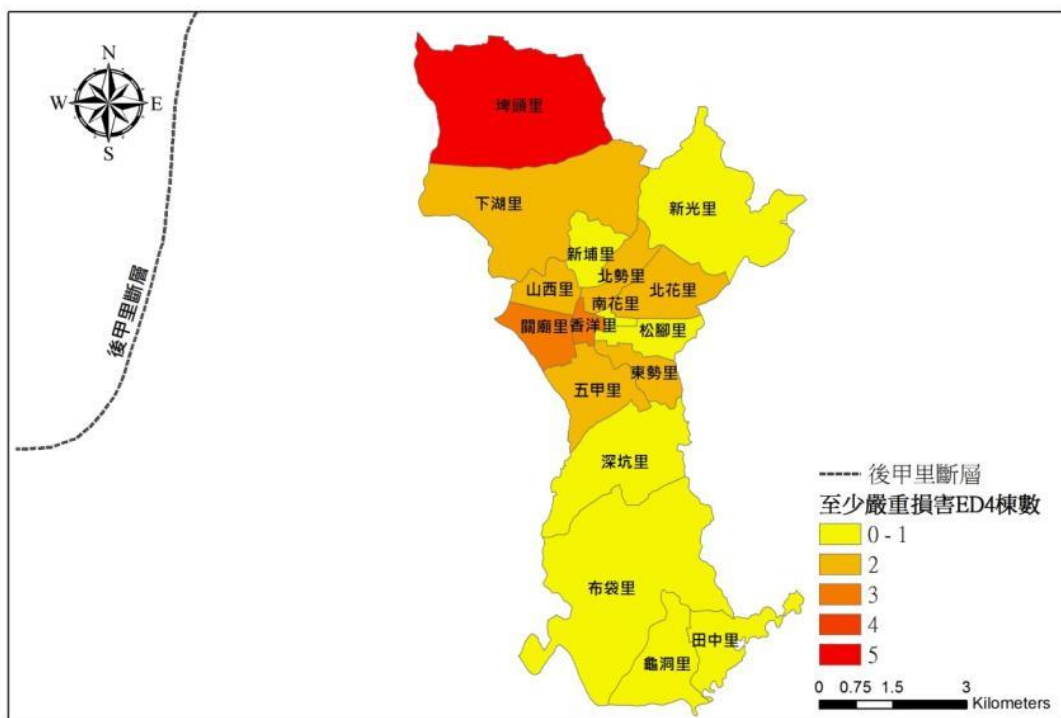 N
W
E
S
後甲里斷層
埤頭里
下湖里
新光里
新埔里
北勢里
山西里
北花里
南花里
關廟里
香洋里
松腳里
東勢里
五甲里
深坑里
布袋里
田中里
龜洞里
後甲里斷層
至少嚴重損害ED4棟數
0 - 1
2
3
4
5
0 0.75 1.5 3
Kilometers